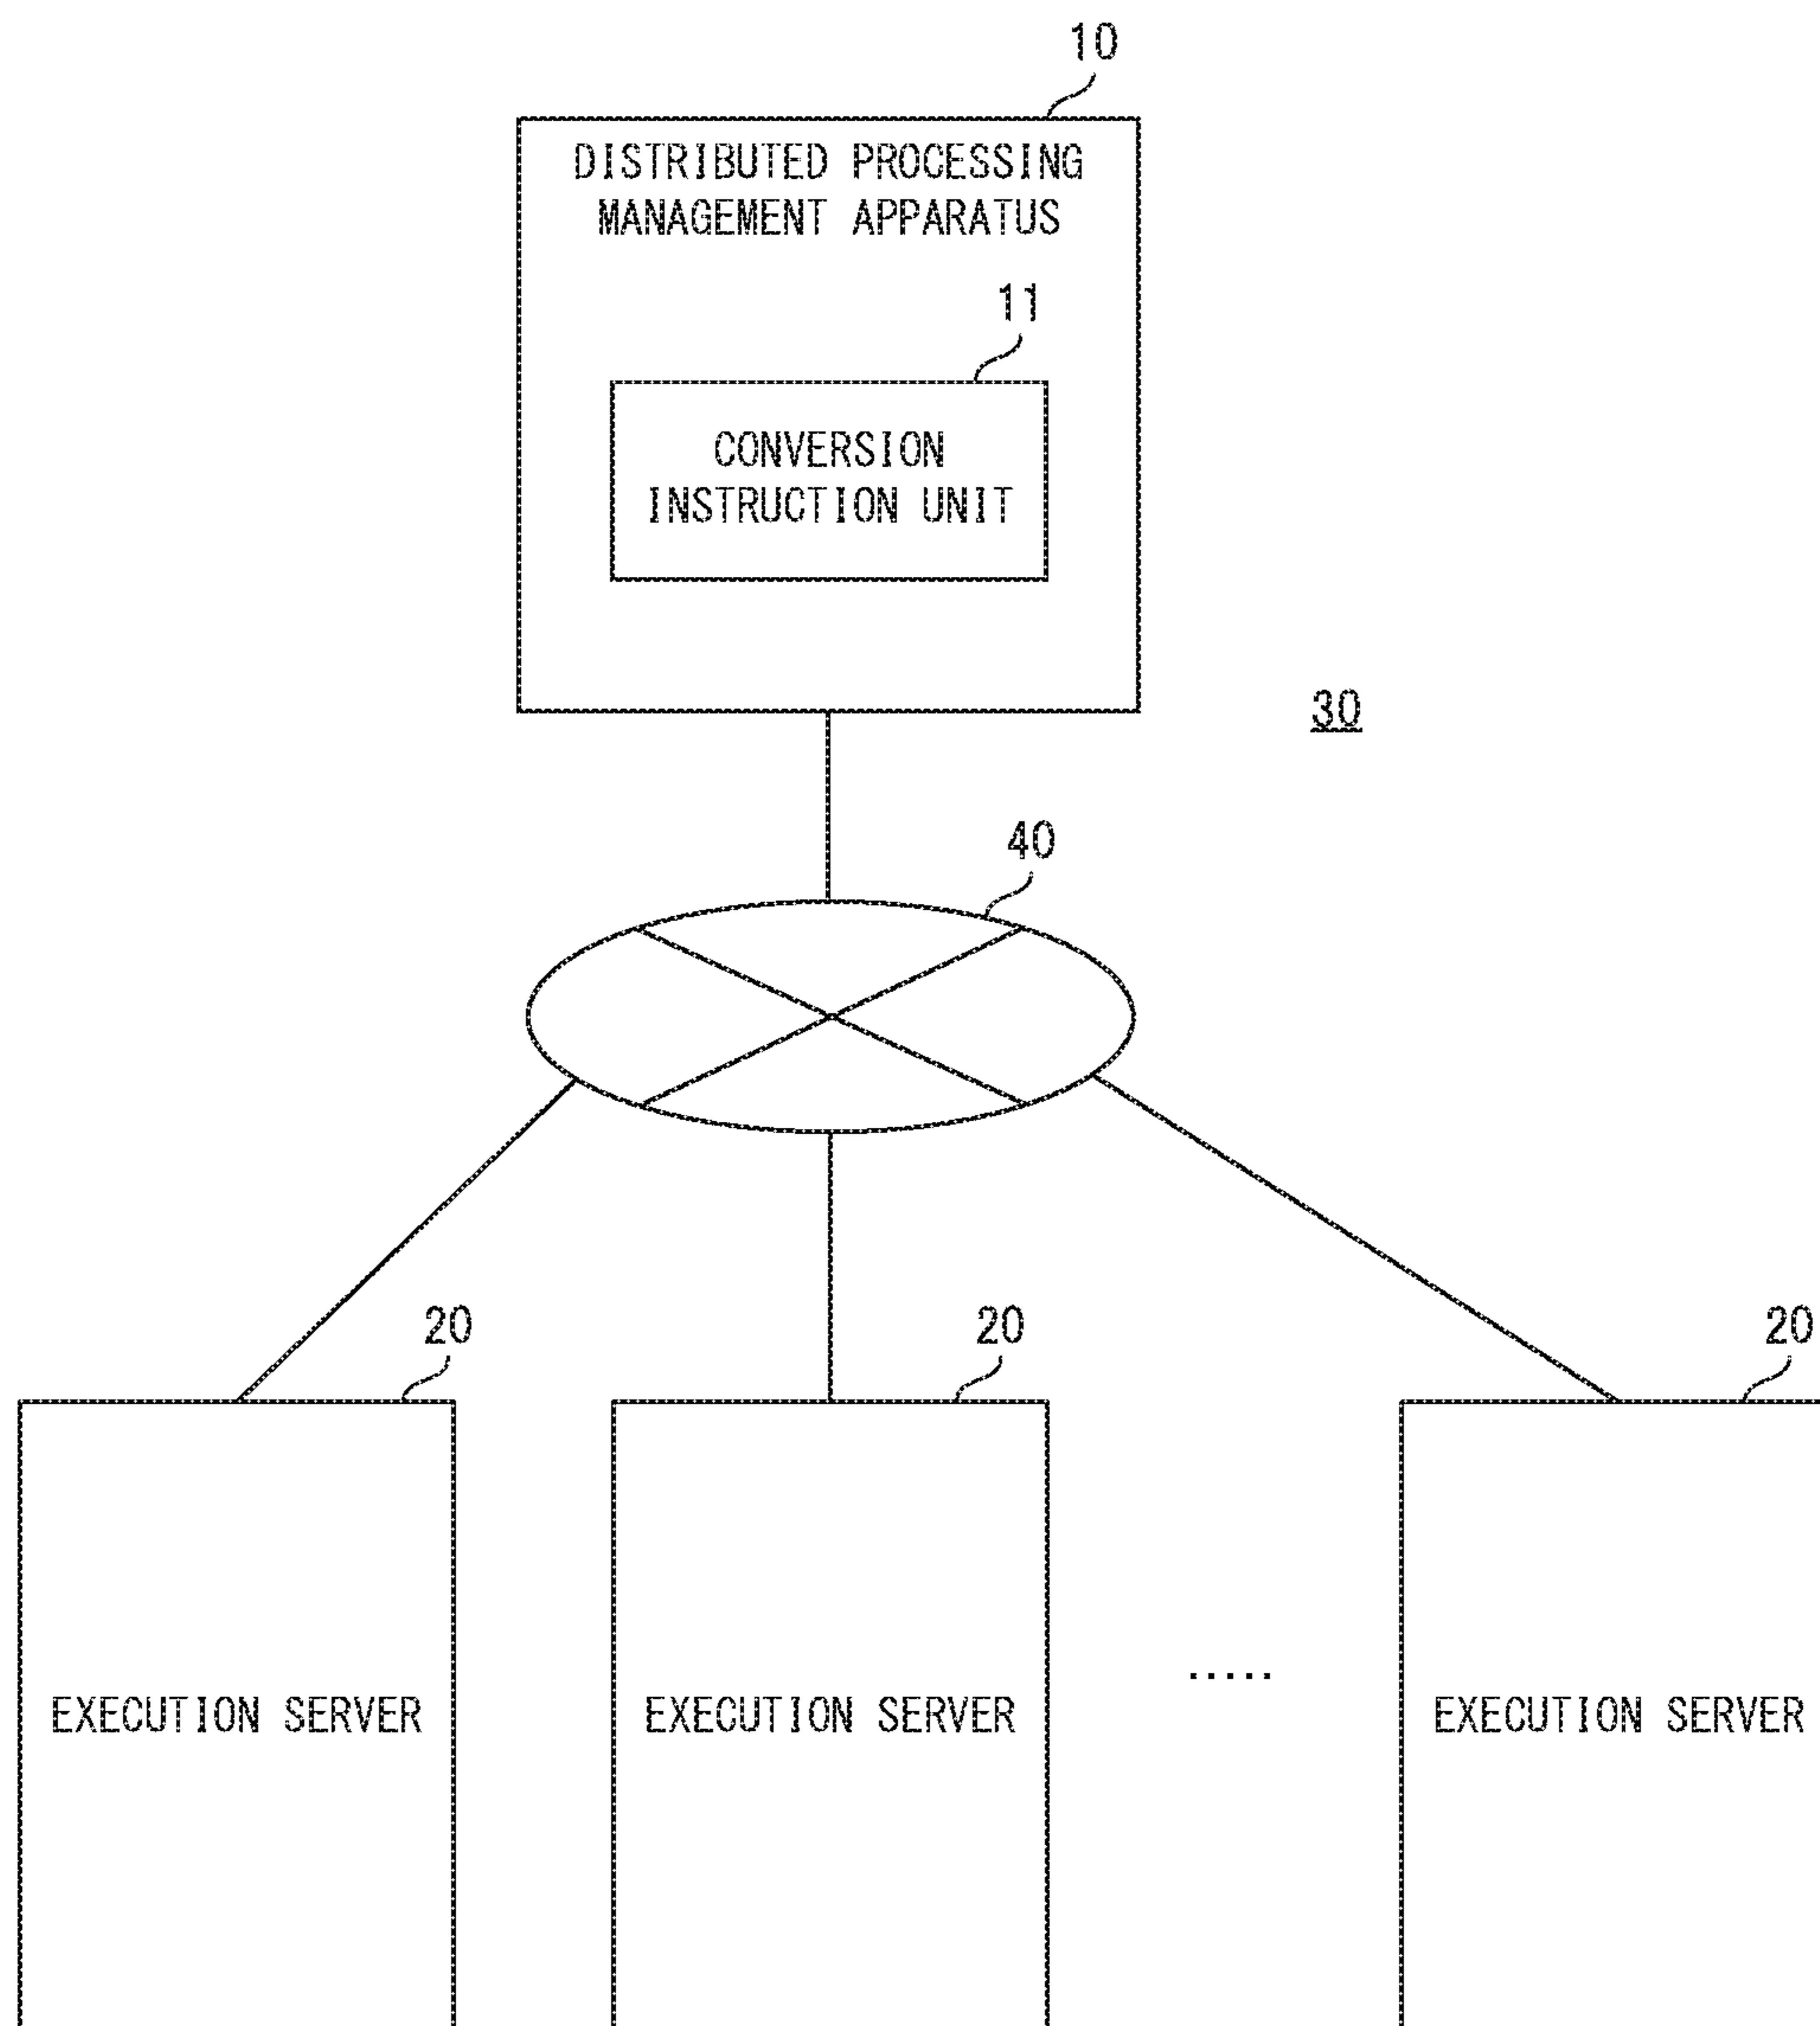 10
DISTRIBUTED PROCESSING
MANAGEMENT APPARATUS
11
CONVERSION
INSTRUCTION UNIT
30
40
20
20
20
EXECUTION SERVER
EXECUTION SERVER
.....
EXECUTION SERVER